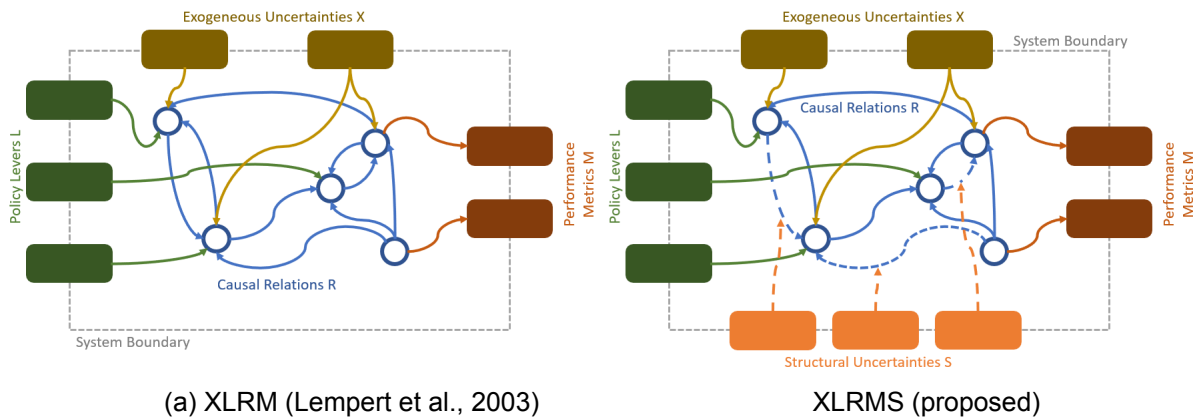 Exogeneous Uncertainties X
Policy Levers L
Causal Relations R
System Boundary
Performance
Metrics M
(a) XLRM (Lempert et al., 2003)
Exogeneous Uncertainties X
System Boundary
Causal Relations R
Policy Levers L
Performance
Metrics M
Structural Uncertainties S
XLRMS (proposed)